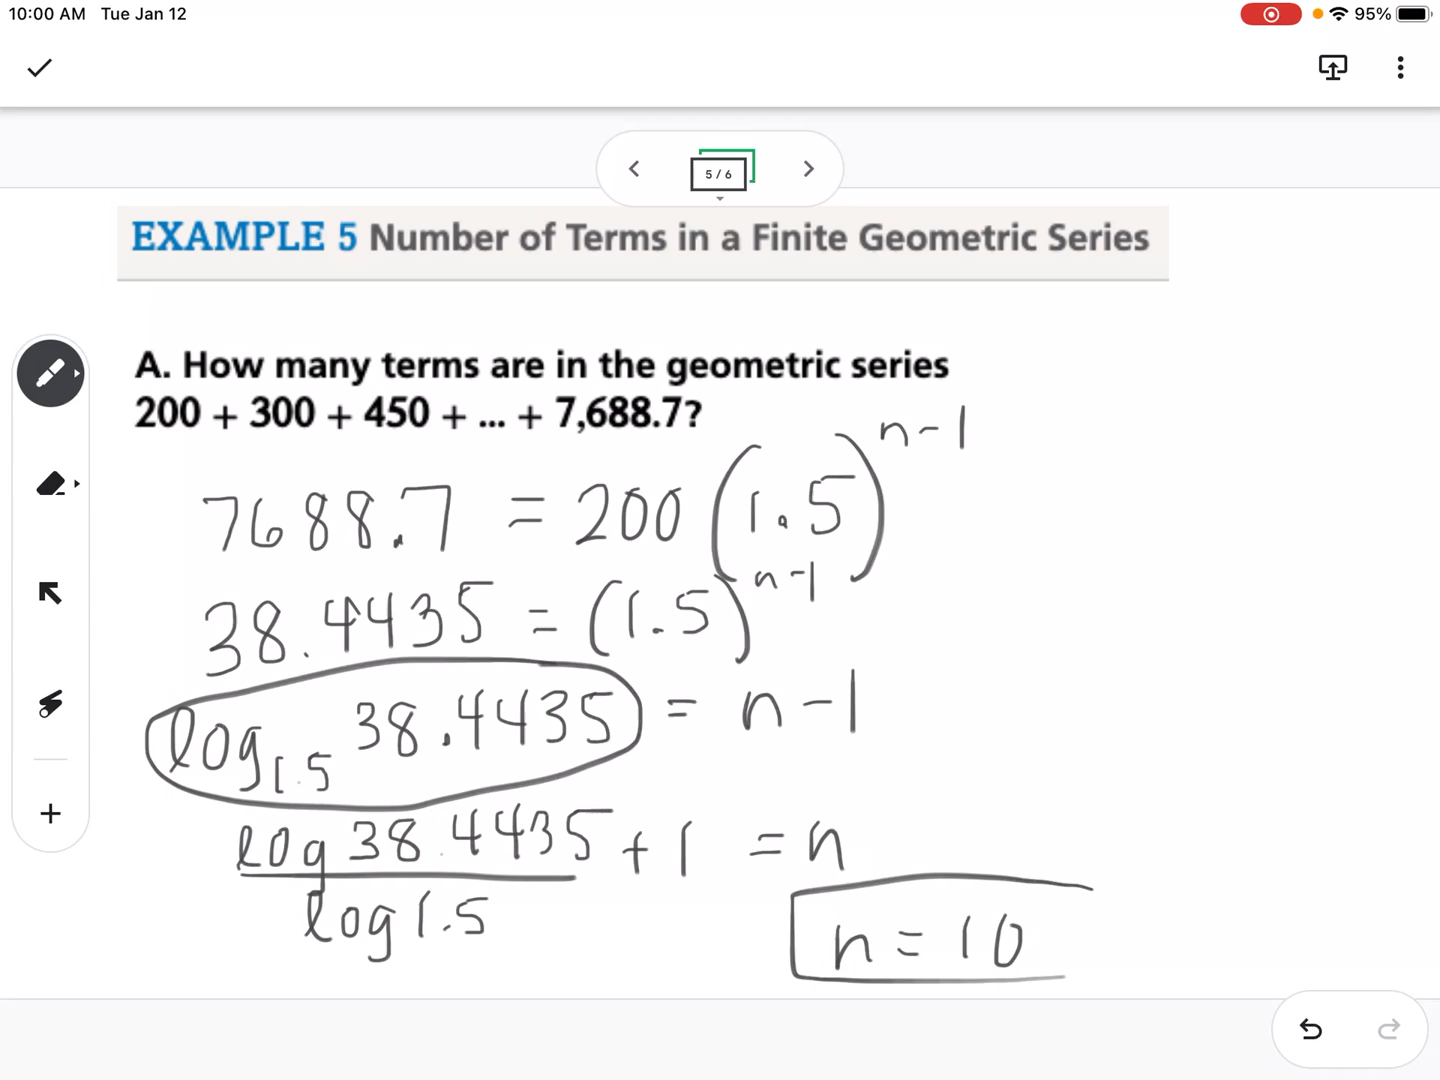 10:00 AM Tue Jan 12
95%
5 / 6
EXAMPLE 5 Number of Terms in a Finite Geometric Series
A. How many terms are in the geometric series
200 + 300 + 450 + ... + 7,688.7?
7688.7 = 200 (1.5)^{n-1}
38.4435 = (1.5)^{n-1}
log_{1.5} 38.4435 = n-1
log 38.4435 + 1 = n
log 1.5
n = 10